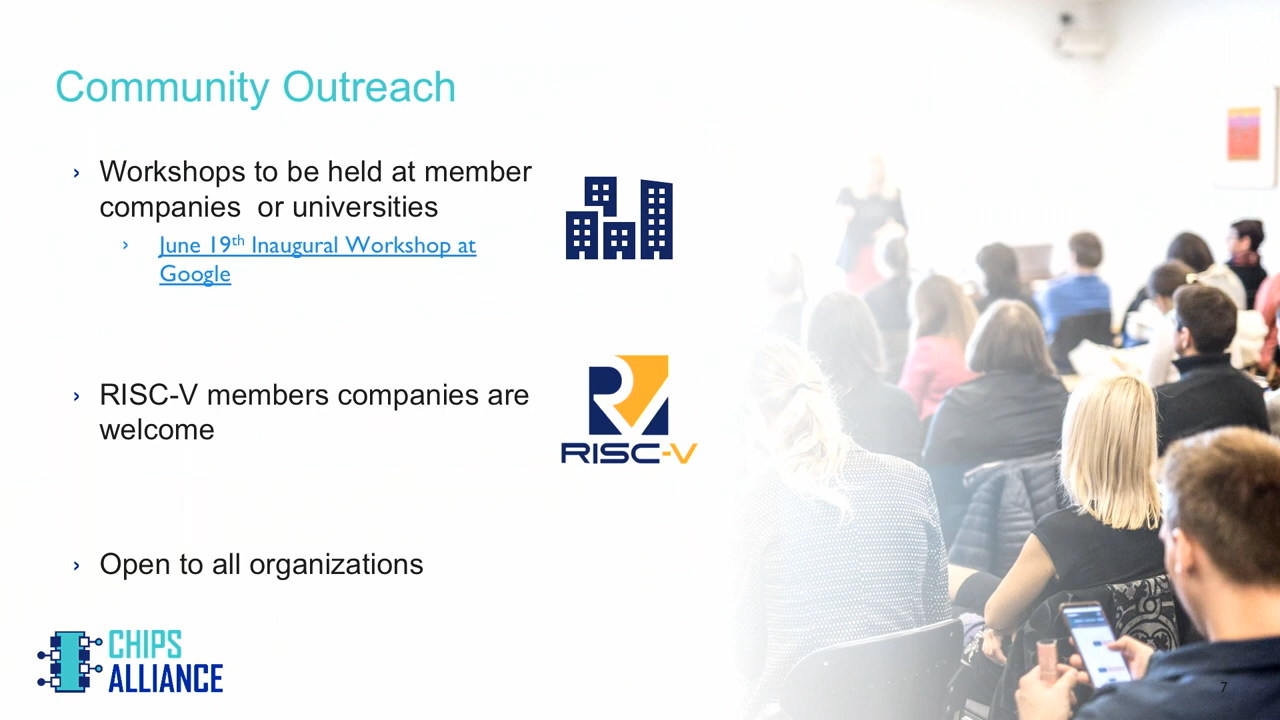 Community Outreach
› Workshops to be held at member
companies or universities
› June 19th Inaugural Workshop at
Google
› RISC-V members companies are
welcome
RISC-V
› Open to all organizations
CHIPS
ALLIANCE
7